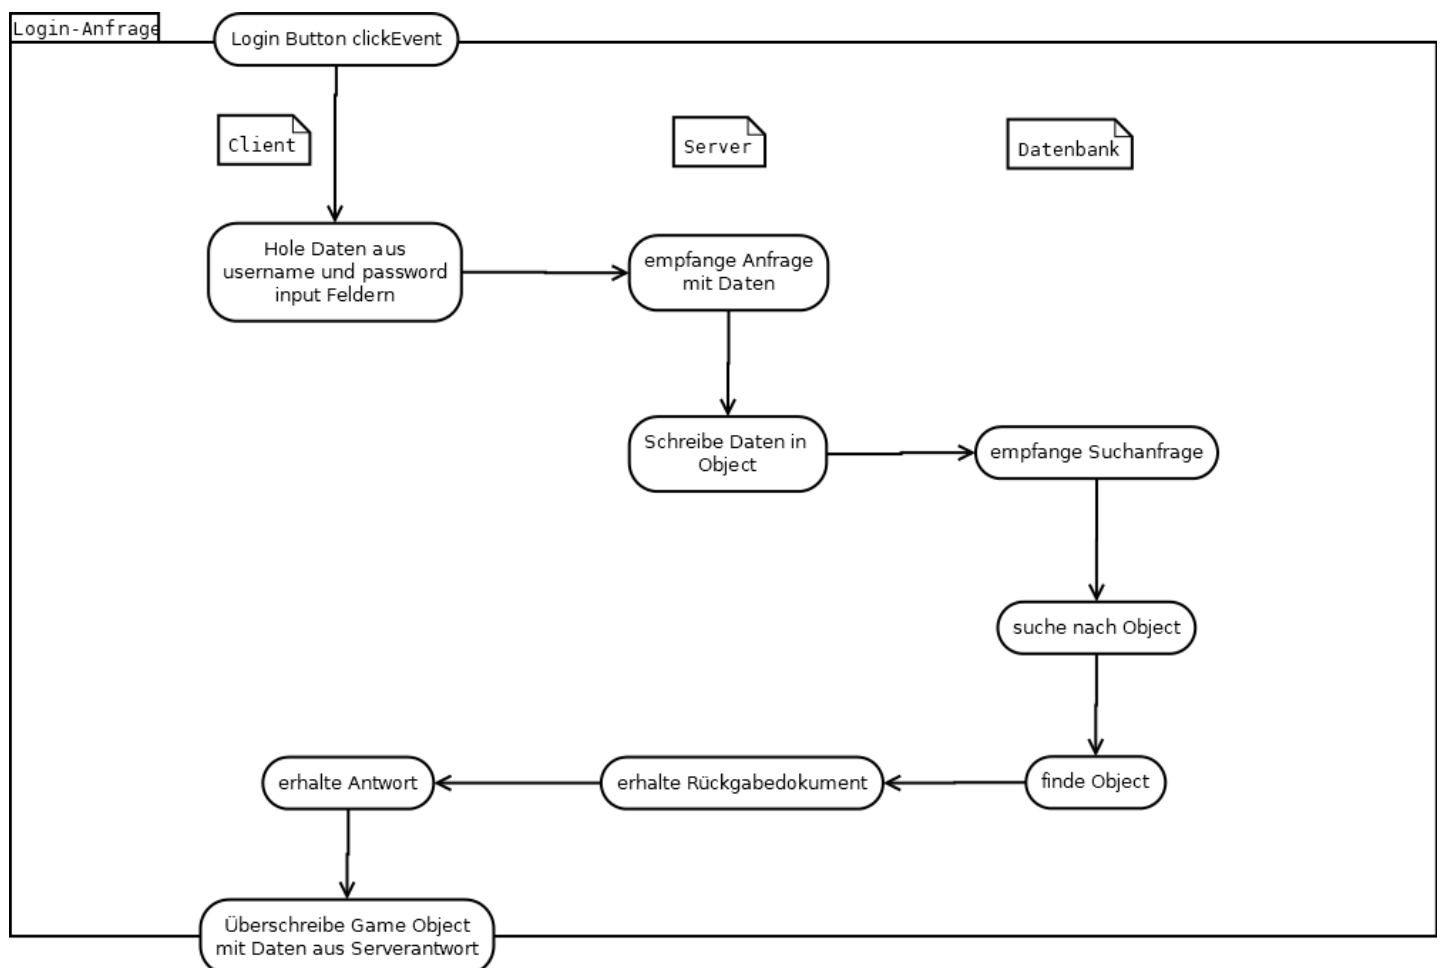 Login-Anfrage
Login Button clickEvent
Client
Server
Datenbank
Hole Daten aus
username und password
input Feldern
empfange Anfrage
mit Daten
Schreibe Daten in
Object
empfange Suchanfrage
suche nach Object
erhalte Antwort
erhalte Rückgabedokument
finde Object
Überschreibe Game Object
mit Daten aus Serverantwort